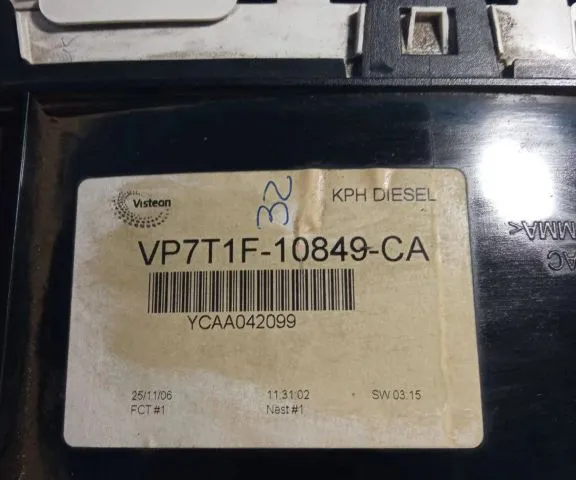 Visteon
32
KPH DIESEL
VP7T1F-10849-CA
YCAA042099
25/11/06 11:31:02 SW 03.15
FCT #1 Nest #1
MMA<